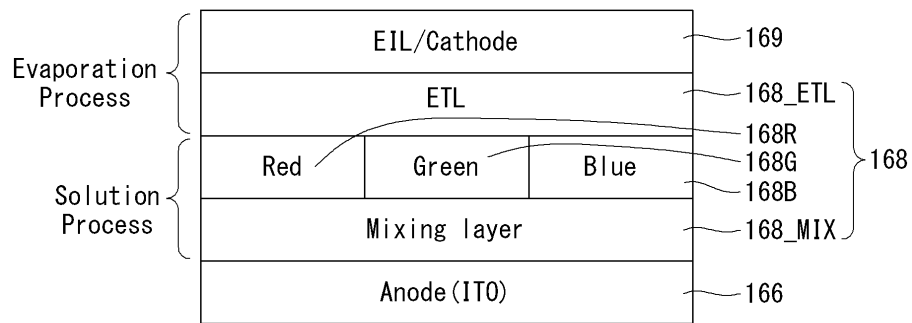 EIL/Cathode
169
Evaporation
Process
ETL
168_ETL
168R
Red
Green
Blue
168G
168
168B
Solution
Process
Mixing layer
168_MIX
Anode(ITO)
166